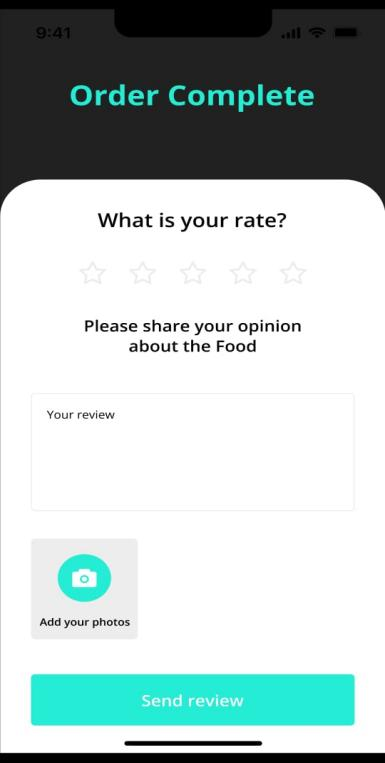 9:41
Order Complete
What is your rate?
Please share your opinion
about the Food
Your review
Add your photos
Send review